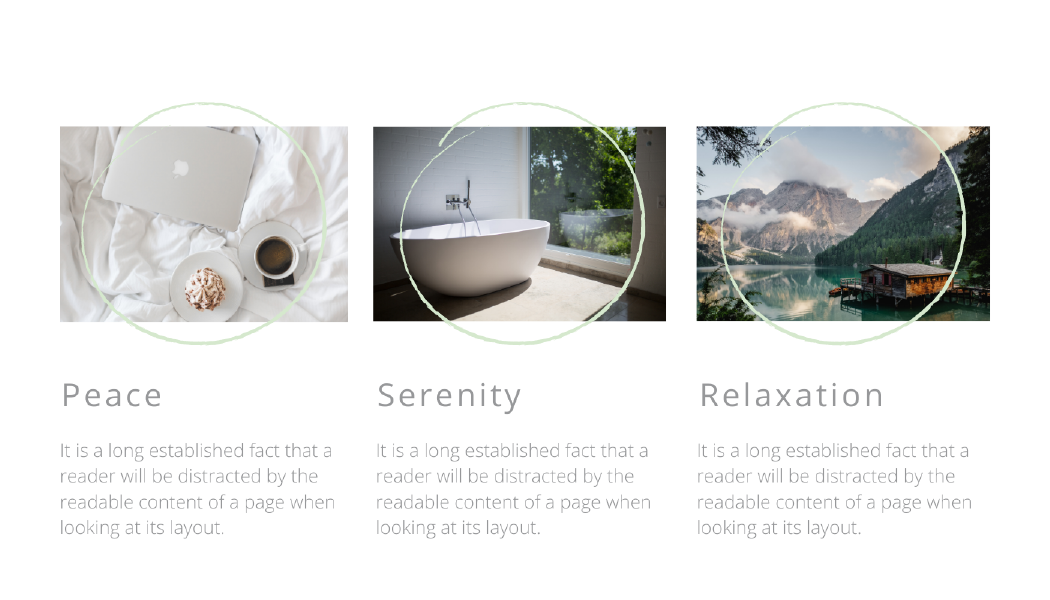 Peace
It is a long established fact that a
reader will be distracted by the
readable content of a page when
looking at its layout.
Serenity
It is a long established fact that a
reader will be distracted by the
readable content of a page when
looking at its layout.
Relaxation
It is a long established fact that a
reader will be distracted by the
readable content of a page when
looking at its layout.